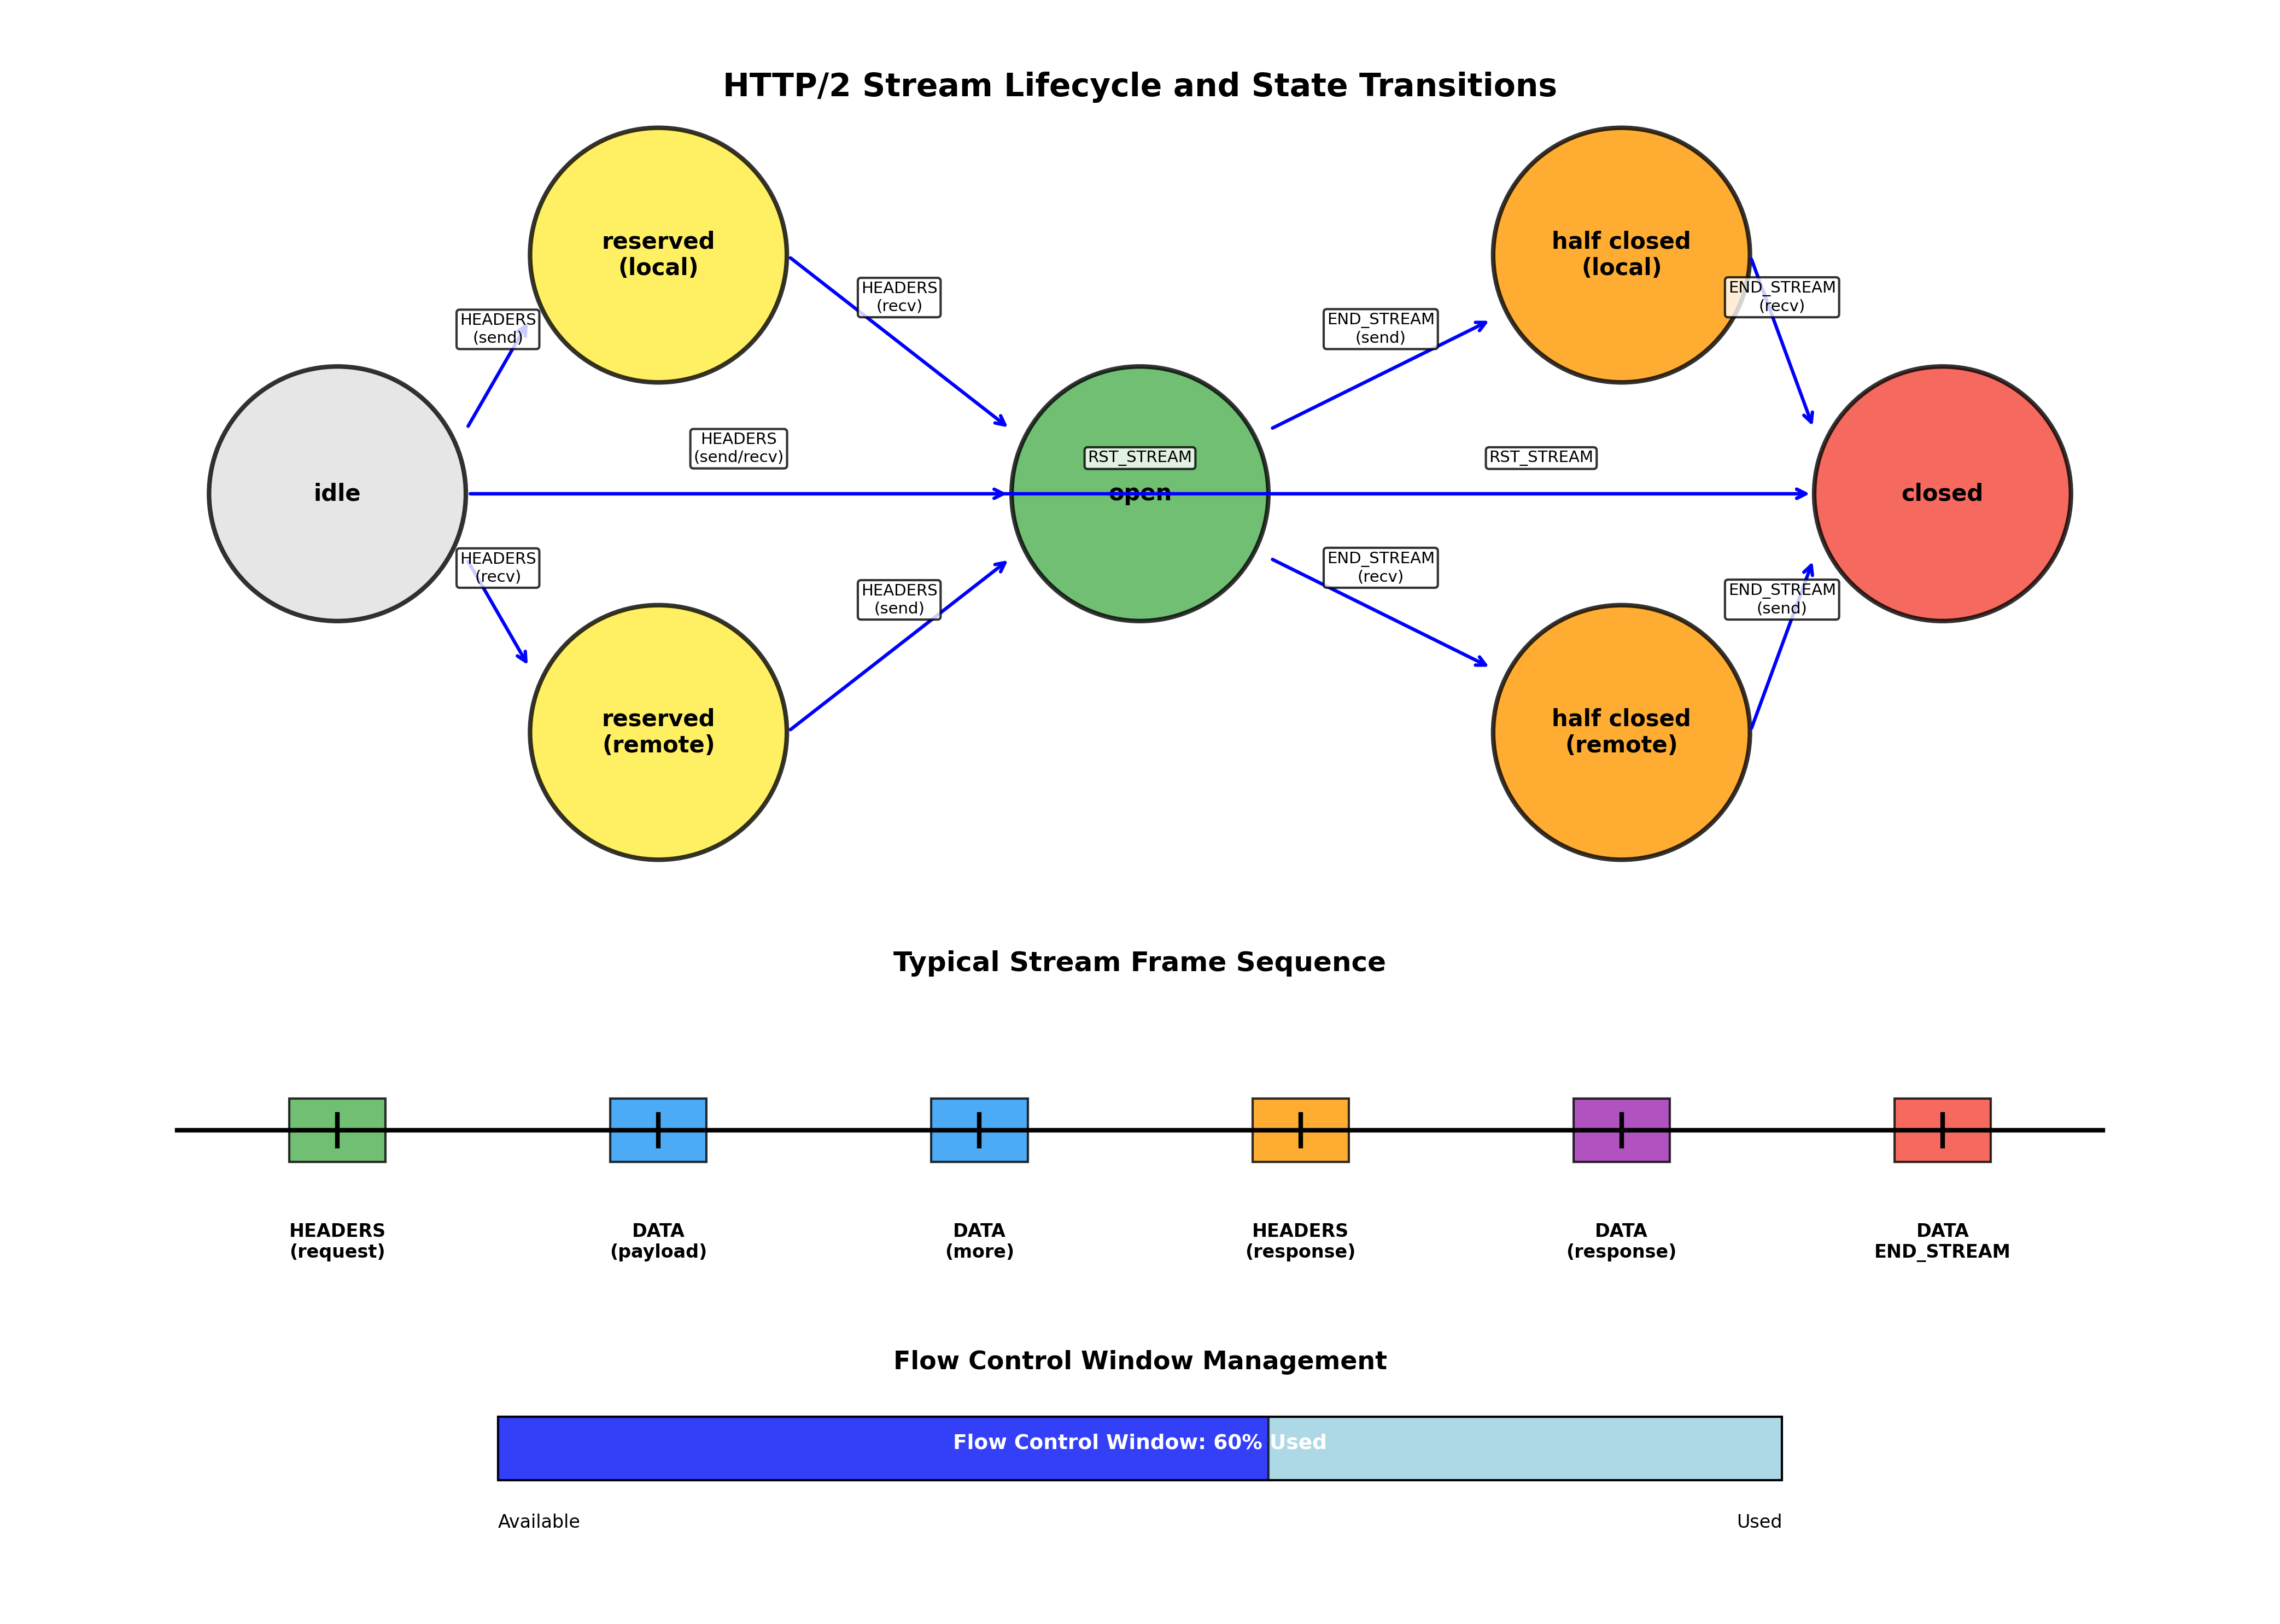 HTTP/2 Stream Lifecycle and State Transitions
reserved
(local)
half closed
(local)
HEADERS
(recv)
END_STREAM
(recv)
HEADERS
(send)
END_STREAM
(send)
HEADERS
(send/recv)
RST_STREAM
RST_STREAM
idle
open
closed
HEADERS
(recv)
END_STREAM
(recv)
HEADERS
(send)
END_STREAM
(send)
reserved
(remote)
half closed
(remote)
Typical Stream Frame Sequence
HEADERS
(request)
DATA
(payload)
DATA
(more)
HEADERS
(response)
DATA
(response)
DATA
END_STREAM
Flow Control Window Management
Flow Control Window: 60% Used
Available
Used